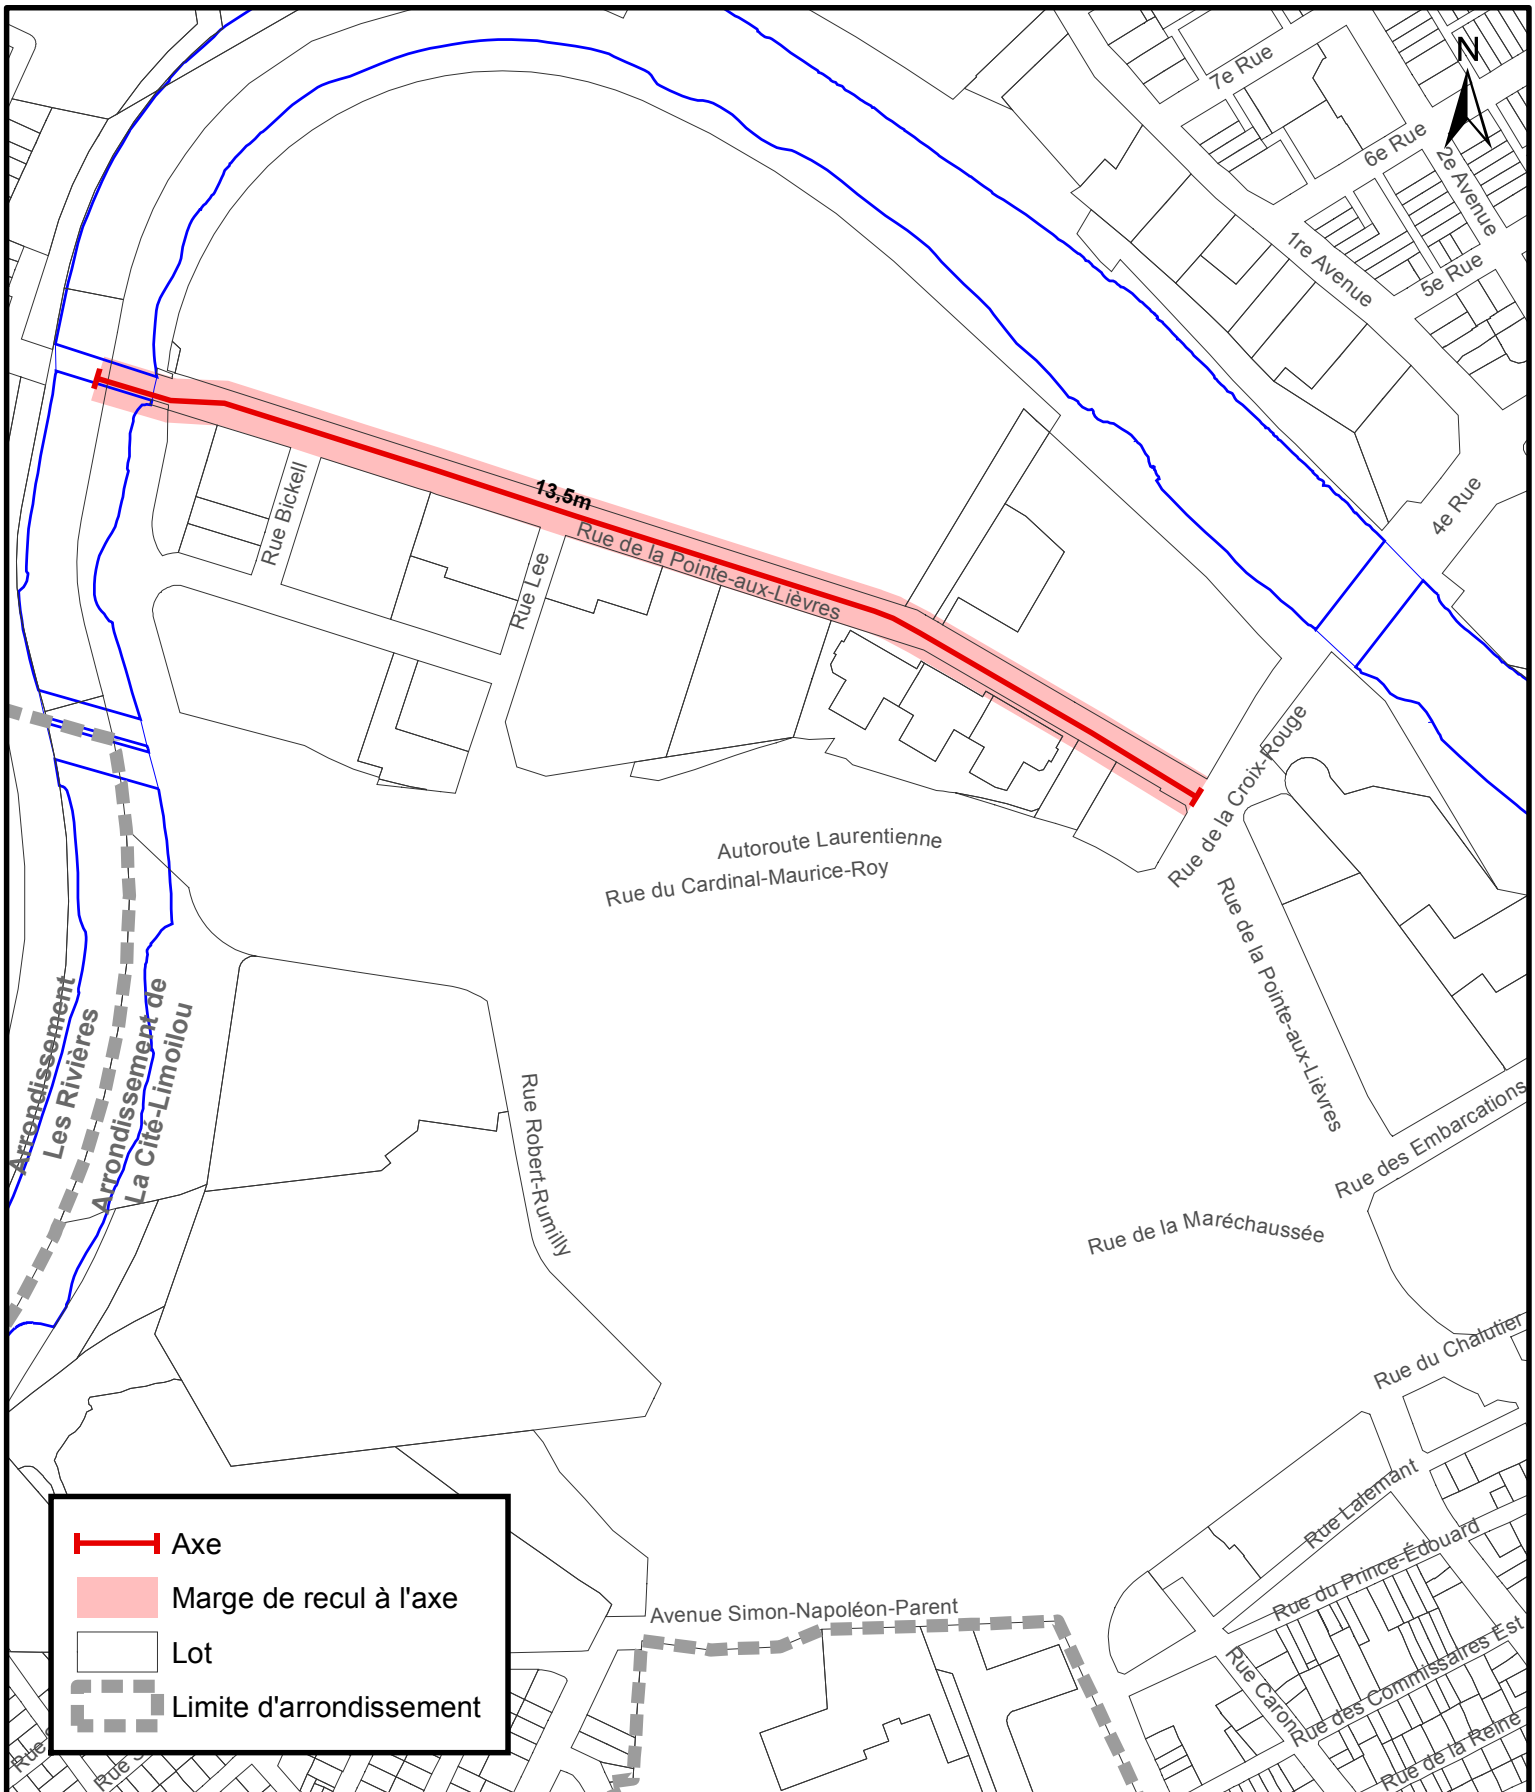 N
7e Rue
6e Rue
2e Avenue
1re Avenue
5e Rue
4e Rue
13,5m
Rue Bickell
Rue Lee
Rue de la Pointe-aux-Lièvres
Rue de la Croix-Rouge
Autoroute Laurentienne
Rue du Cardinal-Maurice-Roy
Rue de la Pointe-aux-Lièvres
Arrondissement
Les Rivières
Arrondissement de
La Cité-Limoilou
Rue Robert-Rumilly
Rue des Embarcations
Rue de la Maréchaussée
Rue du Chalutier
Rue Lalemant
Rue du Prince-Édouard
Avenue Simon-Napoléon-Parent
Rue Caron
Rue des Commissaires Est
Rue de la Reine
Axe
Marge de recul à l'axe
Lot
Limite d'arrondissement
Rue
Rue